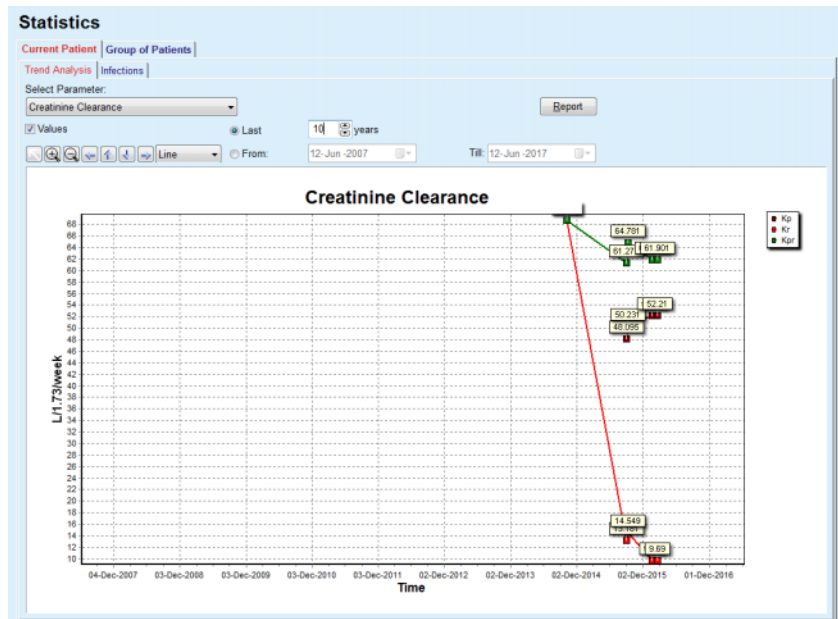 Statistics
Current Patient Group of Patients
Trend Analysis Infections
Select Parameter:
Creatinine Clearance Report
Values Last 10 years
Line From: 12-Jun -2007 Till: 12-Jun -2017
Creatinine Clearance
Kp
Kr
Kpr
68
66
64
62
60
58
56
54
52
50
48
46
44
42
40
38
36
34
32
30
28
26
24
22
20
18
16
14
12
10
L/1.73/week
64.781
61.27
61.901
52.21
50.231
48.095
14.549
9.69
04-Dec-2007 03-Dec-2008 03-Dec-2009 03-Dec-2010 03-Dec-2011 02-Dec-2012 02-Dec-2013 02-Dec-2014 02-Dec-2015 01-Dec-2016
Time